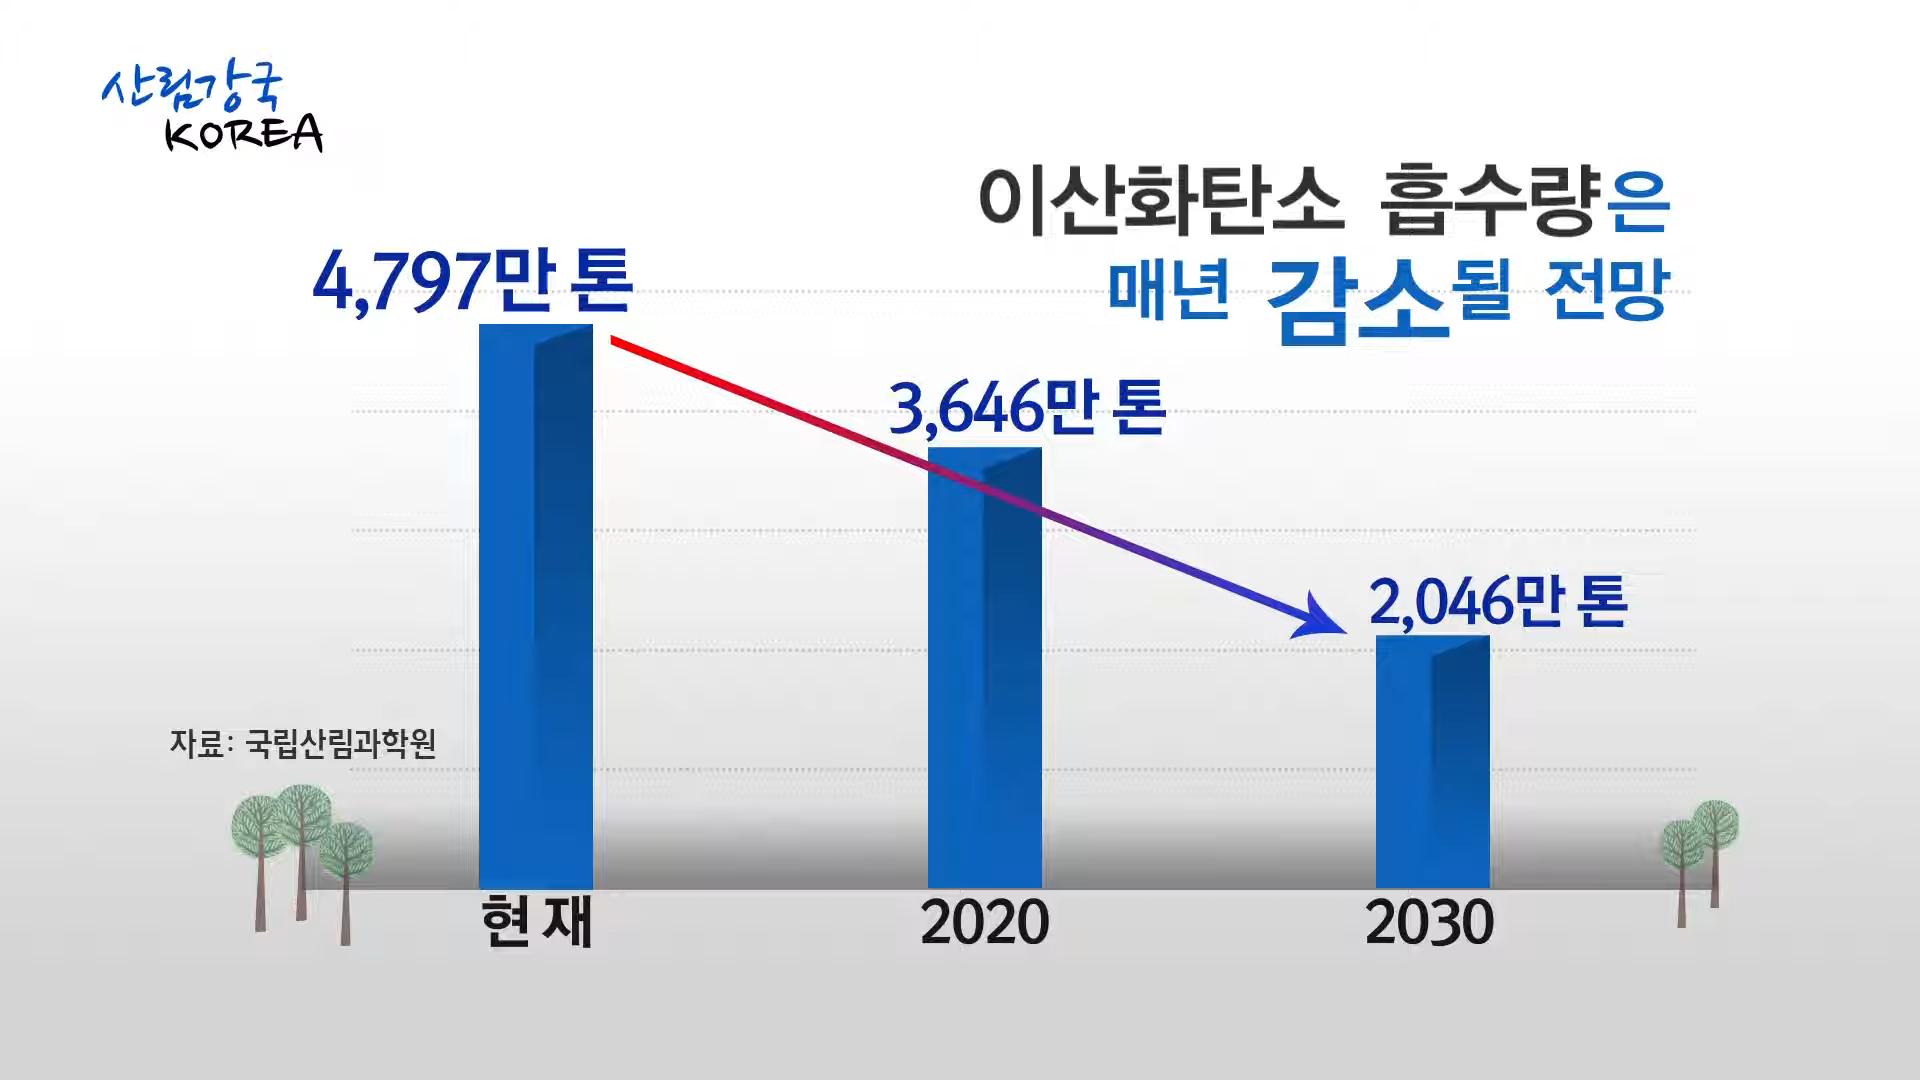 산림강국
KOREA
이산화탄소 흡수량은
매년 감소될 전망
4,797만 톤
3,646만 톤
2,046만 톤
자료: 국립산림과학원
현재
2020
2030